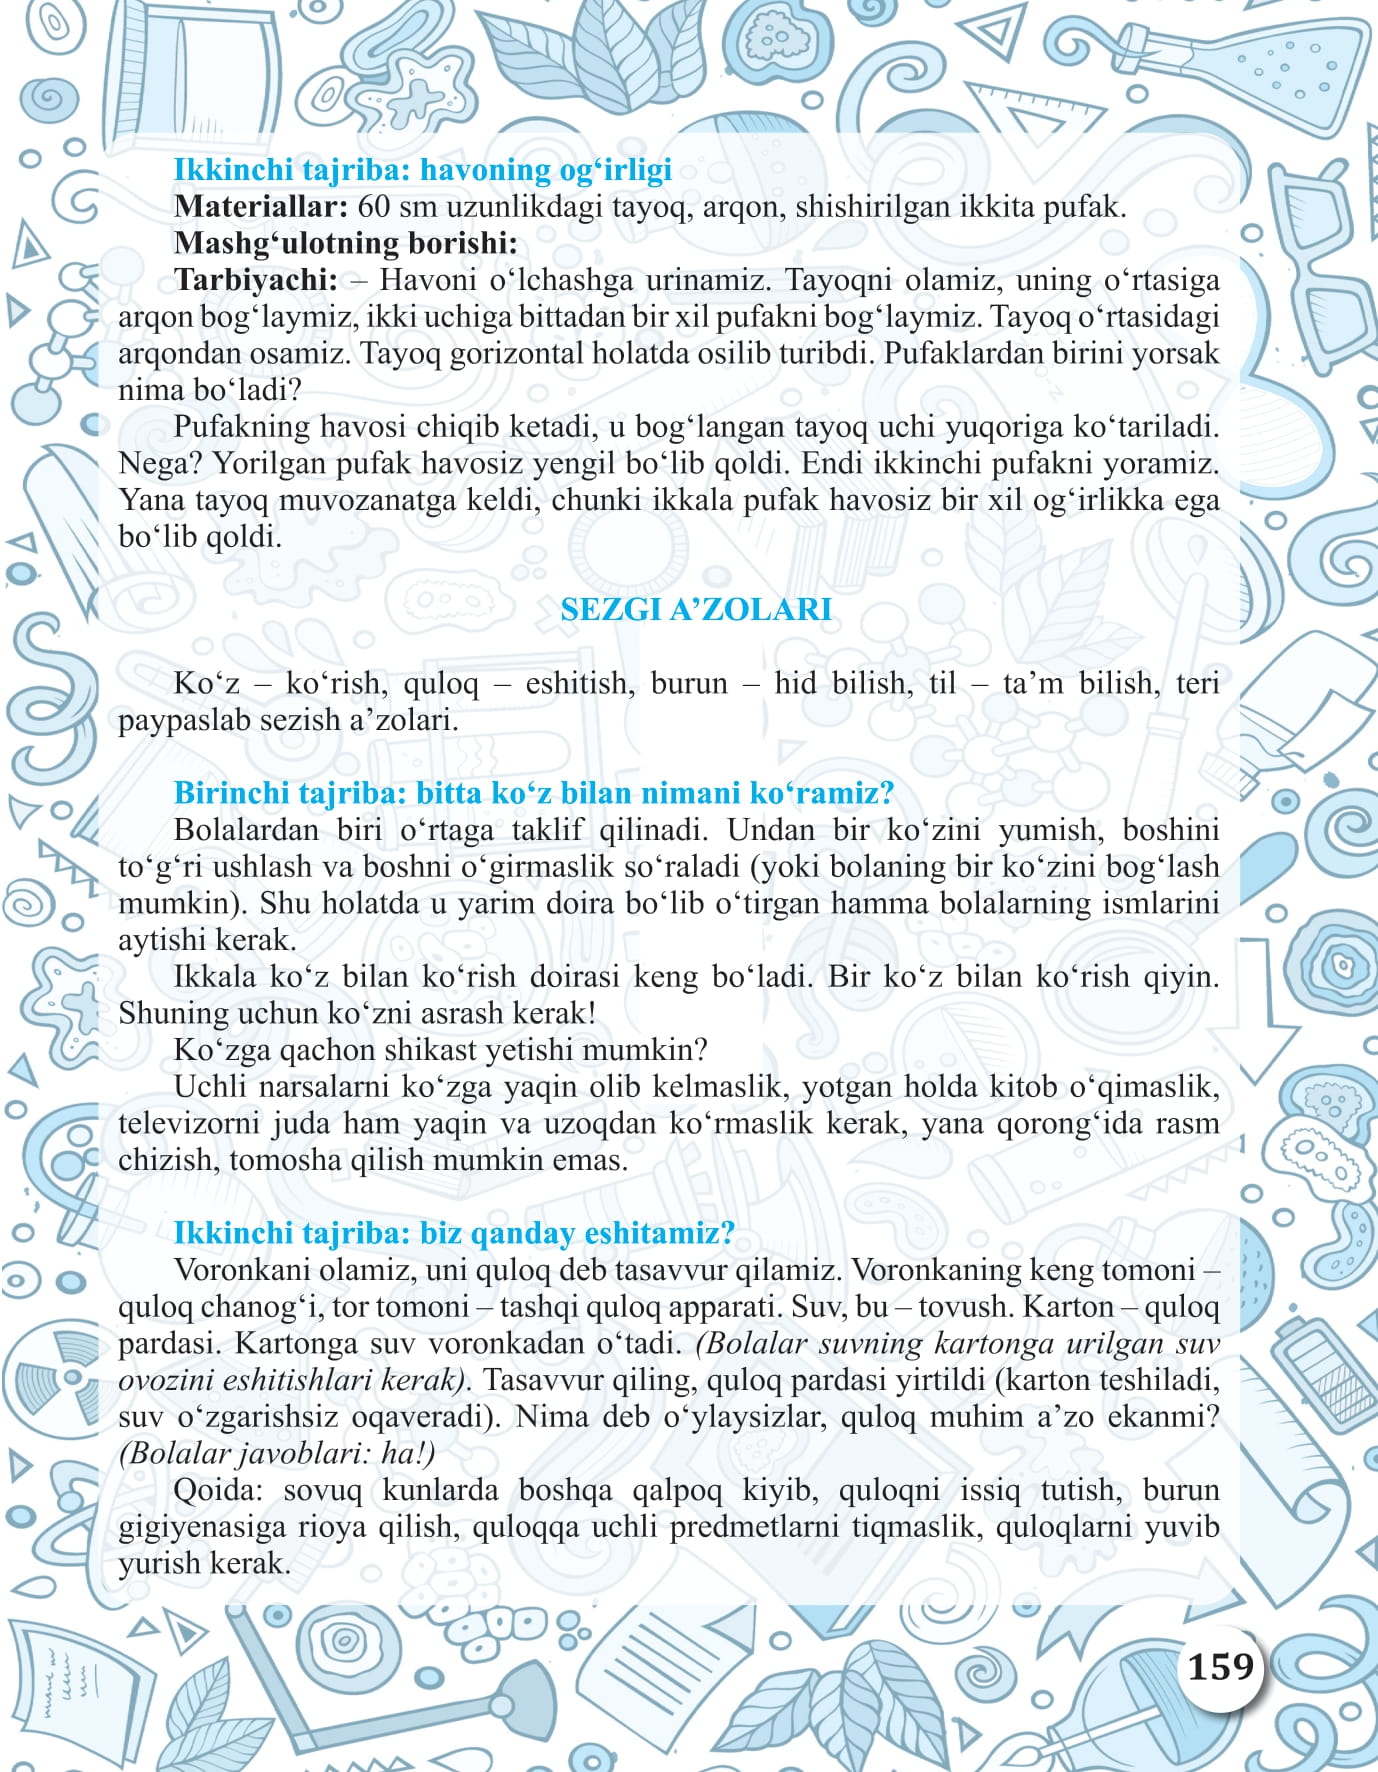 Ikkinchi tajriba: havoning og‘irligi
Materiallar: 60 sm uzunlikdagi tayoq, arqon, shishirilgan ikkita pufak.
Mashg‘ulotning borishi:
Tarbiyachi: – Havoni o‘lchashga urinamiz. Tayoqni olamiz, uning o‘rtasiga
arqon bog‘laymiz, ikki uchiga bittadan bir xil pufakni bog‘laymiz. Tayoq o‘rtasidagi
arqondan osamiz. Tayoq gorizontal holatda osilib turibdi. Pufaklardan birini yorsak
nima bo‘ladi?
Pufakning havosi chiqib ketadi, u bog‘langan tayoq uchi yuqoriga ko‘tariladi.
Nega? Yorilgan pufak havosiz yengil bo‘lib qoldi. Endi ikkinchi pufakni yoramiz.
Yana tayoq muvozanatga keldi, chunki ikkala pufak havosiz bir xil og‘irlikka ega
bo‘lib qoldi.
SEZGI A’ZOLARI
Ko‘z – ko‘rish, quloq – eshitish, burun – hid bilish, til – ta’m bilish, teri
paypaslab sezish a’zolari.
Birinchi tajriba: bitta ko‘z bilan nimani ko‘ramiz?
Bolalardan biri o‘rtaga taklif qilinadi. Undan bir ko‘zini yumish, boshini
to‘g‘ri ushlash va boshni o‘girmaslik so‘raladi (yoki bolaning bir ko‘zini bog‘lash
mumkin). Shu holatda u yarim doira bo‘lib o‘tirgan hamma bolalarning ismlarini
aytishi kerak.
Ikkala ko‘z bilan ko‘rish doirasi keng bo‘ladi. Bir ko‘z bilan ko‘rish qiyin.
Shuning uchun ko‘zni asrash kerak!
Ko‘zga qachon shikast yetishi mumkin?
Uchli narsalarni ko‘zga yaqin olib kelmaslik, yotgan holda kitob o‘qimaslik,
televizorni juda ham yaqin va uzoqdan ko‘rmaslik kerak, yana qorong‘ida rasm
chizish, tomosha qilish mumkin emas.
Ikkinchi tajriba: biz qanday eshitamiz?
Voronkani olamiz, uni quloq deb tasavvur qilamiz. Voronkaning keng tomoni –
quloq chanog‘i, tor tomoni – tashqi quloq apparati. Suv, bu – tovush. Karton – quloq
pardasi. Kartonga suv voronkadan o‘tadi. (Bolalar suvning kartonga urilgan suv
ovozini eshitishlari kerak). Tasavvur qiling, quloq pardasi yirtildi (karton teshiladi,
suv o‘zgarishsiz oqaveradi). Nima deb o‘ylaysizlar, quloq muhim a’zo ekanmi?
(Bolalar javoblari: ha!)
Qoida: sovuq kunlarda boshqa qalpoq kiyib, quloqni issiq tutish, burun
gigiyenasiga rioya qilish, quloqqa uchli predmetlarni tiqmaslik, quloqlarni yuvib
yurish kerak.
159